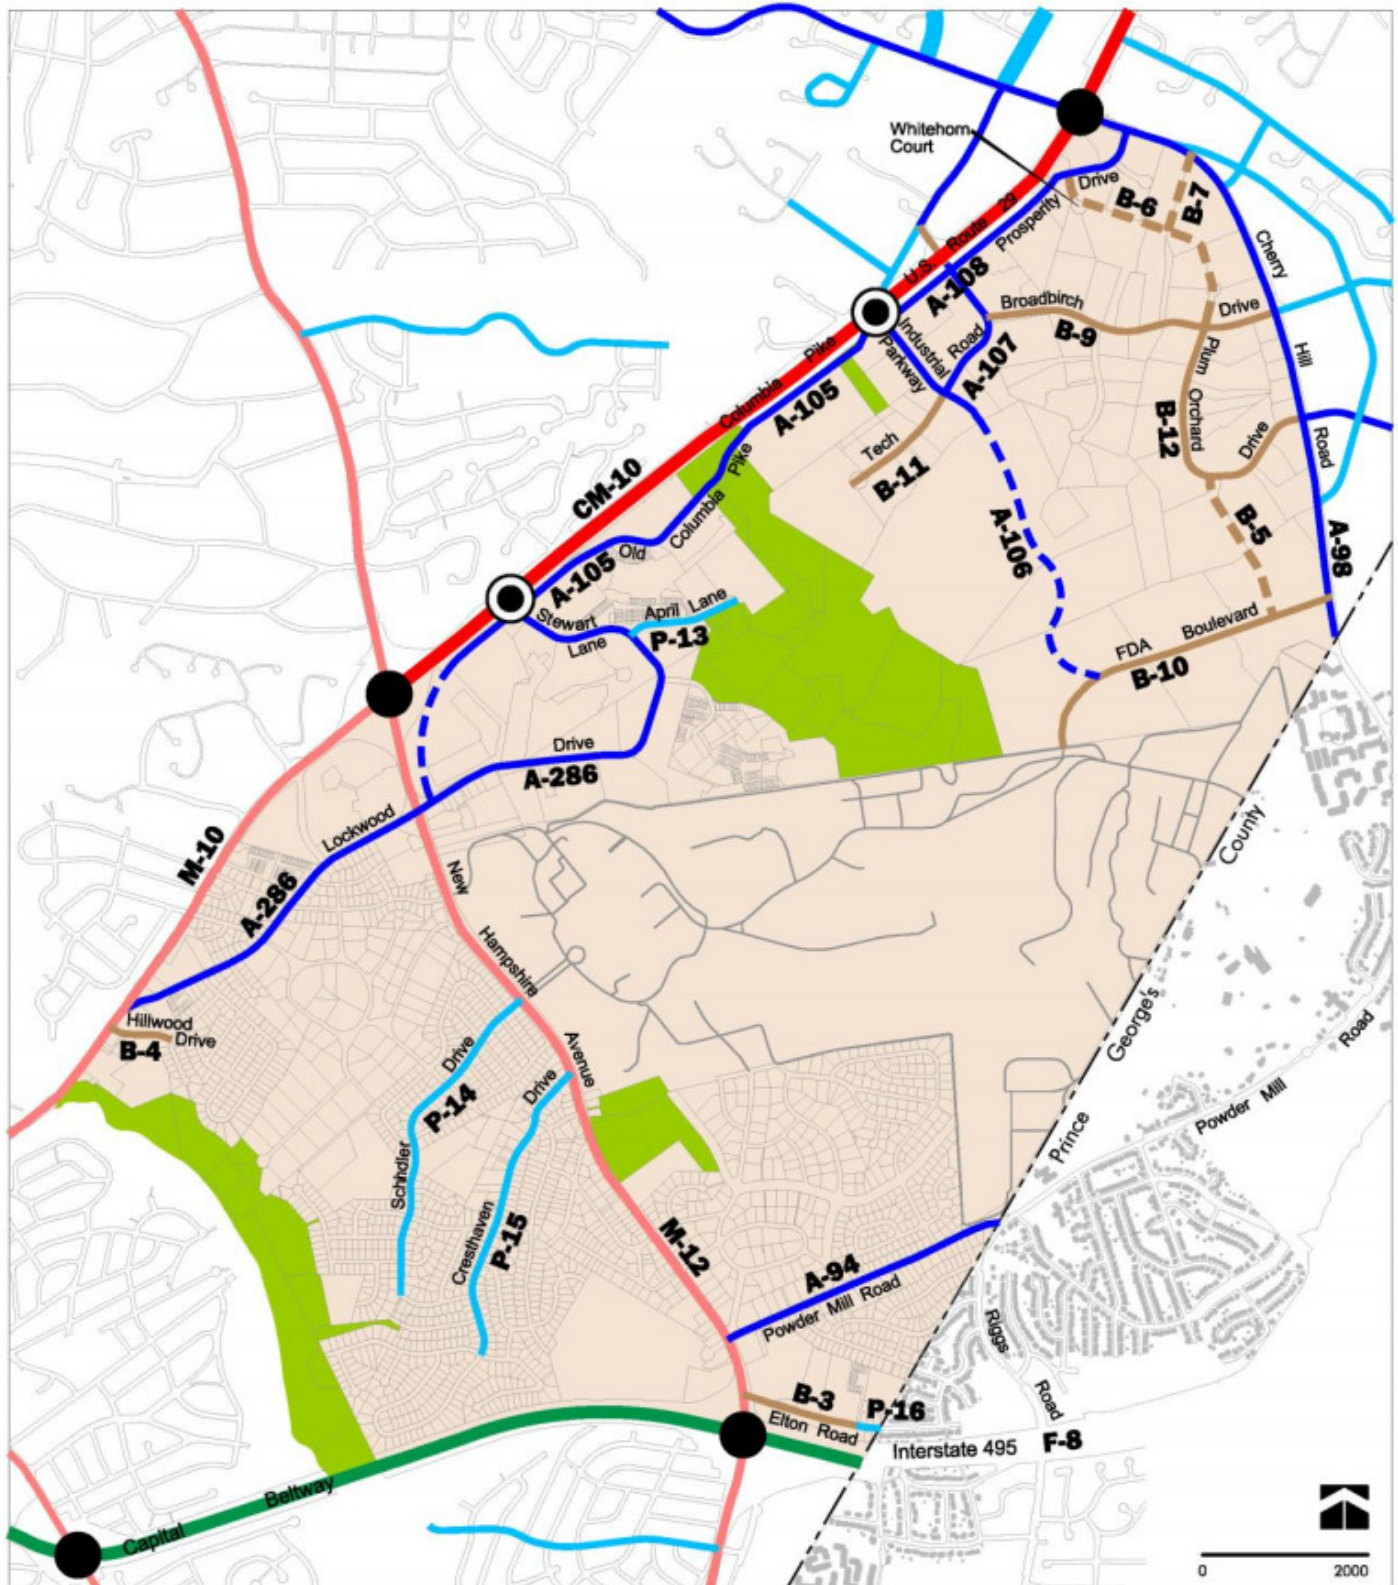 Whitehorn
Court
Drive
B-6
B-7
U.S. Route 29
Prosperity
A-108
Cherry
Hill
Road
A-98
Broadbirch
Drive
B-9
Industrial
Parkway
Road
A-107
Plum
Orchard
Drive
B-12
Columbia Pike
A-105
Tech
B-11
CM-10
Old
Columbia
Pike
A-106
B-5
A-105
Stewart
Lane
April Lane
P-13
FDA
Boulevard
B-10
Drive
A-286
Lockwood
M-10
A-286
New
Hampshire
Avenue
Hillwood
Drive
B-4
Drive
P-14
Schindler
Drive
Cresthaven
P-15
M-12
A-94
Powder Mill Road
Prince
George's
County
Powder Mill
Road
Riggs
Road
B-3
Elton Road
P-16
Interstate 495
F-8
Capital
Beltway
0
2000